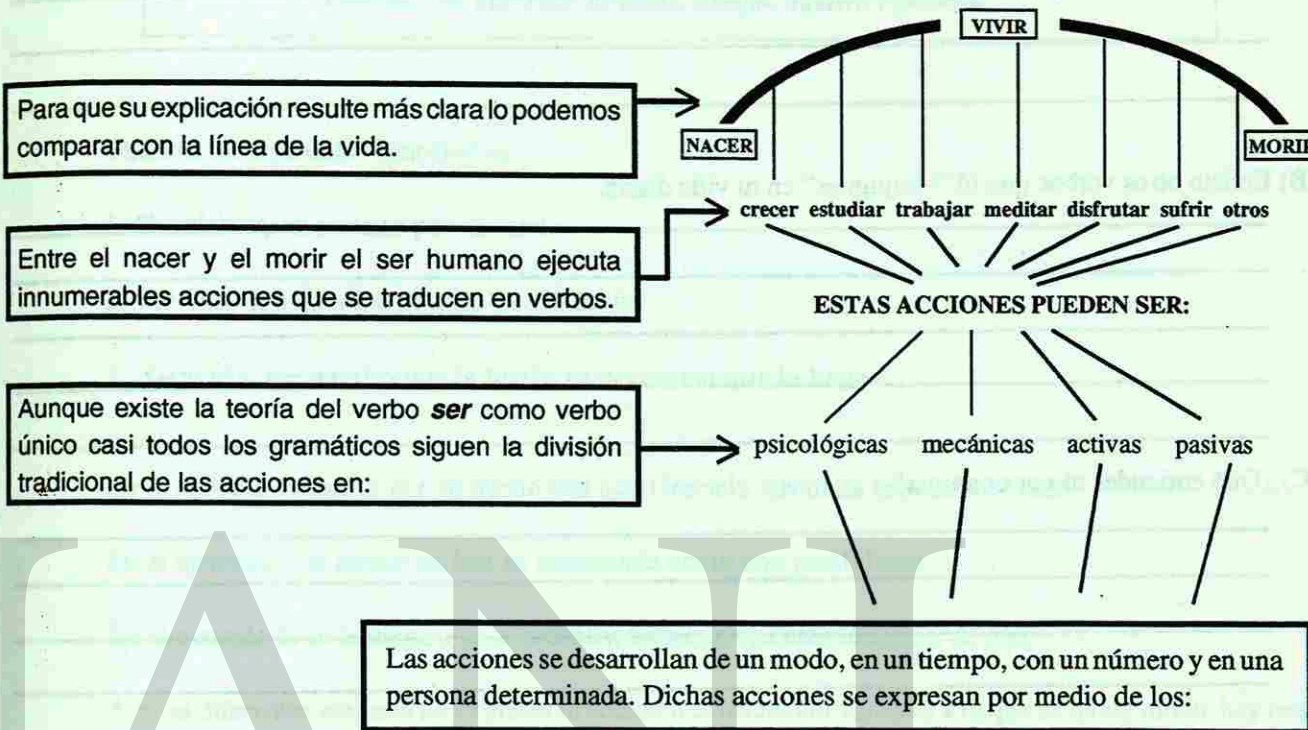 VIVIR
Para que su explicación resulte más clara lo podemos
comparar con la línea de la vida.
NACER
MORIR
crecer estudiar trabajar meditar disfrutar sufrir otros
Entre el nacer y el morir el ser humano ejecuta
innumerables acciones que se traducen en verbos.
ESTAS ACCIONES PUEDEN SER:
Aunque existe la teoría del verbo ser como verbo
único casi todos los gramáticos siguen la división
tradicional de las acciones en:
psicológicas mecánicas activas pasivas
Las acciones se desarrollan de un modo, en un tiempo, con un número y en una
persona determinada. Dichas acciones se expresan por medio de los:
UANL